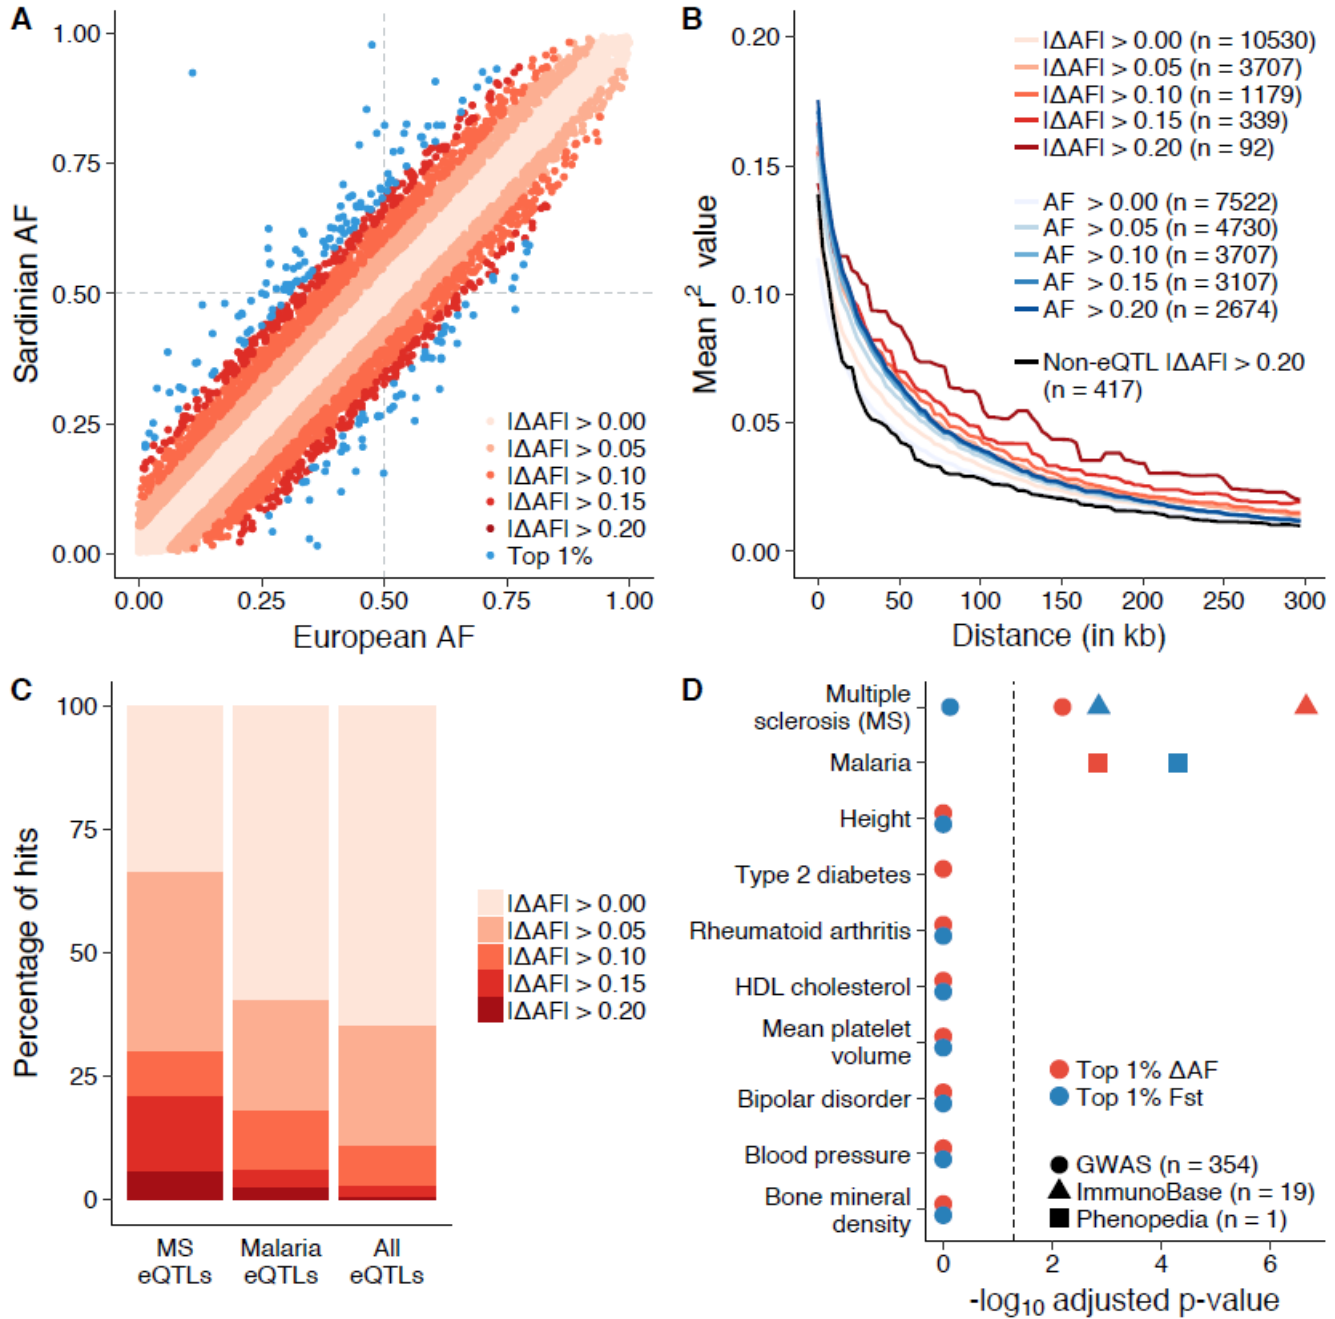 A
Sardinian AF
1.00
0.75
0.50
0.25
0.00
|ΔAF| > 0.00
|ΔAF| > 0.05
|ΔAF| > 0.10
|ΔAF| > 0.15
|ΔAF| > 0.20
Top 1%
0.00 0.25 0.50 0.75 1.00
European AF
B
Mean r² value
0.20
0.15
0.10
0.05
0.00
|ΔAF| > 0.00 (n = 10530)
|ΔAF| > 0.05 (n = 3707)
|ΔAF| > 0.10 (n = 1179)
|ΔAF| > 0.15 (n = 339)
|ΔAF| > 0.20 (n = 92)
AF > 0.00 (n = 7522)
AF > 0.05 (n = 4730)
AF > 0.10 (n = 3707)
AF > 0.15 (n = 3107)
AF > 0.20 (n = 2674)
Non-eQTL |ΔAF| > 0.20
(n = 417)
0 50 100 150 200 250 300
Distance (in kb)
C
Percentage of hits
100
75
50
25
0
|ΔAF| > 0.00
|ΔAF| > 0.05
|ΔAF| > 0.10
|ΔAF| > 0.15
|ΔAF| > 0.20
MS Malaria All
eQTLs eQTLs eQTLs
D
Multiple
sclerosis (MS)
Malaria
Height
Type 2 diabetes
Rheumatoid arthritis
HDL cholesterol
Mean platelet
volume
Bipolar disorder
Blood pressure
Bone mineral
density
Top 1% ΔAF
Top 1% Fst
GWAS (n = 354)
ImmunoBase (n = 19)
Phenopedia (n = 1)
0 2 4 6
-log₁₀ adjusted p-value